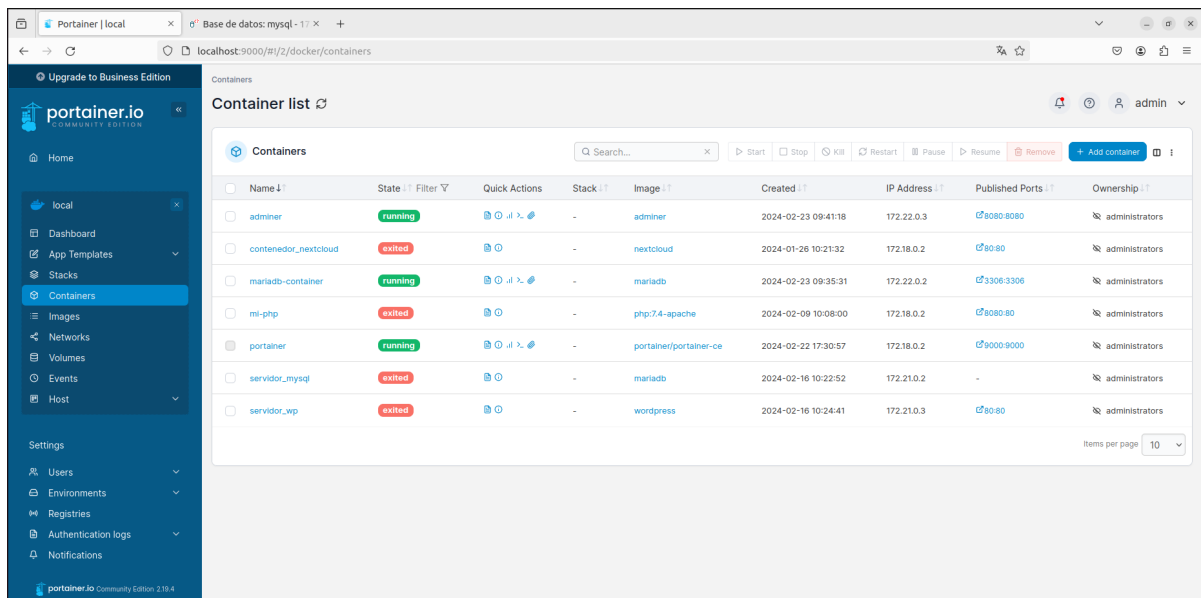 Portainer | local
Base de datos: mysql - 17
localhost:9000/#!/2/docker/containers
Upgrade to Business Edition
portainer.io
COMMUNITY EDITION
Home
local
Dashboard
App Templates
Stacks
Containers
Images
Networks
Volumes
Events
Host
Settings
Users
Environments
Registries
Authentication logs
Notifications
portainer.io Community Edition 2.19.4
Containers
Container list
admin
Containers
Search...
Start Stop Kill Restart Pause Resume Remove + Add container
Name State Filter Quick Actions Stack Image Created IP Address Published Ports Ownership
adminer running - adminer 2024-02-23 09:41:18 172.22.0.3 8080:8080 administrators
contenedor_nextcloud exited - nextcloud 2024-01-26 10:21:32 172.18.0.2 80:80 administrators
mariadb-container running - mariadb 2024-02-23 09:35:31 172.22.0.2 3306:3306 administrators
mi-php exited - php:7.4-apache 2024-02-09 10:08:00 172.18.0.2 8080:80 administrators
portainer running - portainer/portainer-ce 2024-02-22 17:30:57 172.18.0.2 9000:9000 administrators
servidor_mysql exited - mariadb 2024-02-16 10:22:52 172.21.0.2 - administrators
servidor_wp exited - wordpress 2024-02-16 10:24:41 172.21.0.3 80:80 administrators
Items per page 10